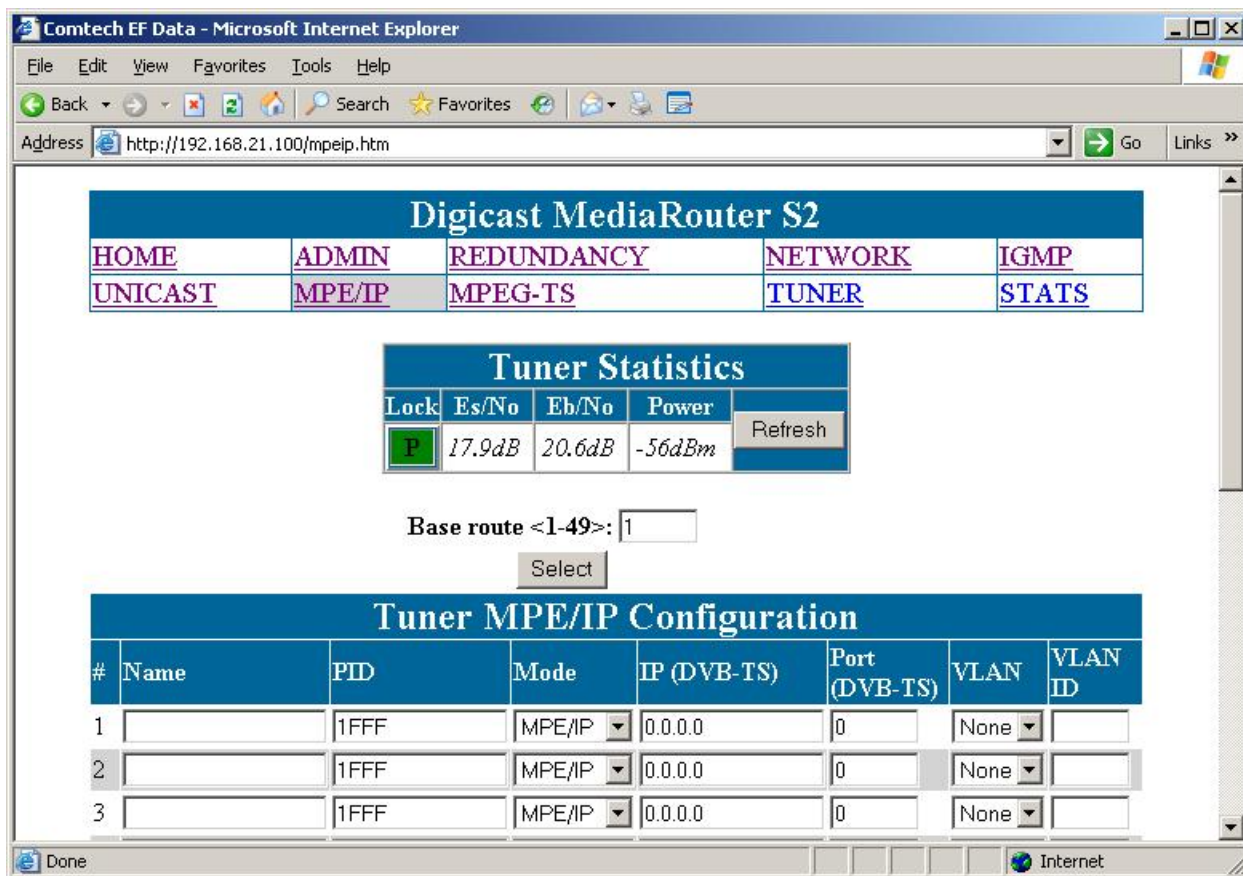 Comtech EF Data - Microsoft Internet Explorer
File Edit View Favorites Tools Help
Back Search Favorites
Address http://192.168.21.100/mpeip.htm Go Links »
Digicast MediaRouter S2
HOME ADMIN REDUNDANCY NETWORK IGMP
UNICAST MPE/IP MPEG-TS TUNER STATS
Tuner Statistics
Lock Es/No Eb/No Power Refresh
P 17.9dB 20.6dB -56dBm
Base route <1-49>: 1
Select
Tuner MPE/IP Configuration
# Name PID Mode IP (DVB-TS) Port (DVB-TS) VLAN VLAN ID
1 1FFF MPE/IP 0.0.0.0 0 None
2 1FFF MPE/IP 0.0.0.0 0 None
3 1FFF MPE/IP 0.0.0.0 0 None
Done Internet